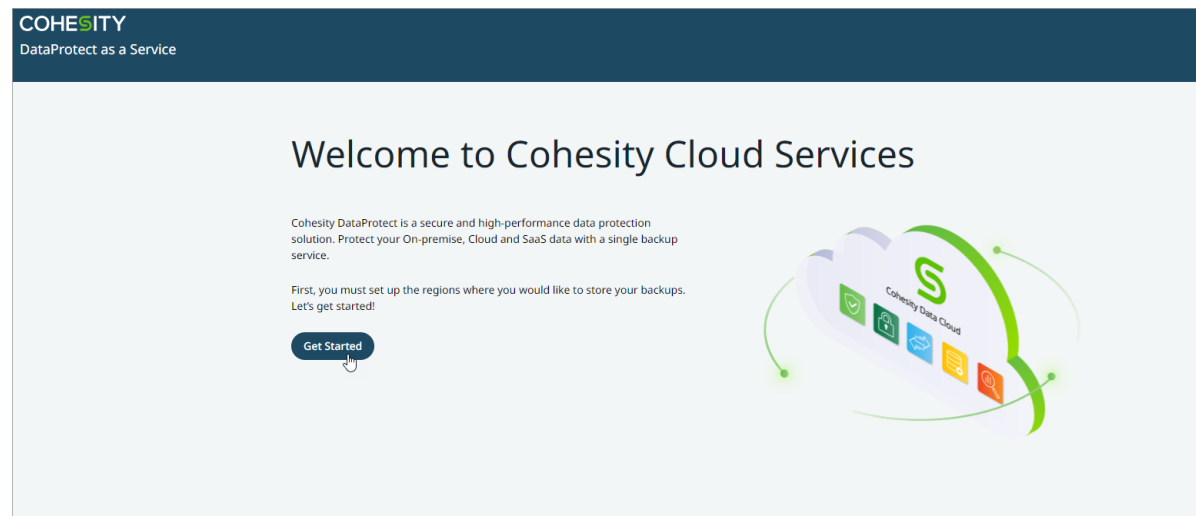 COHESITY
DataProtect as a Service
Welcome to Cohesity Cloud Services
Cohesity DataProtect is a secure and high-performance data protection
solution. Protect your On-premise, Cloud and SaaS data with a single backup
service.
First, you must set up the regions where you would like to store your backups.
Let's get started!
Get Started
Cohesity Data Cloud